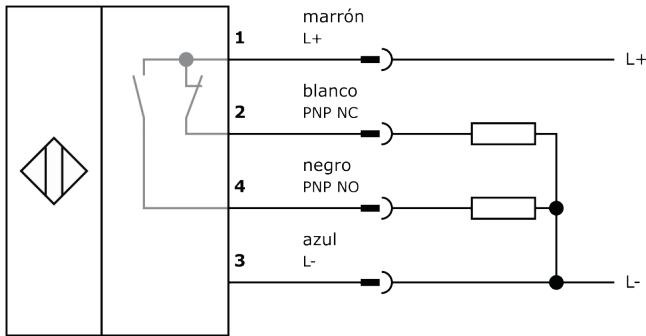 marrón
1 L+
L+
blanco
2 PNP NC
negro
4 PNP NO
azul
3 L-
L-